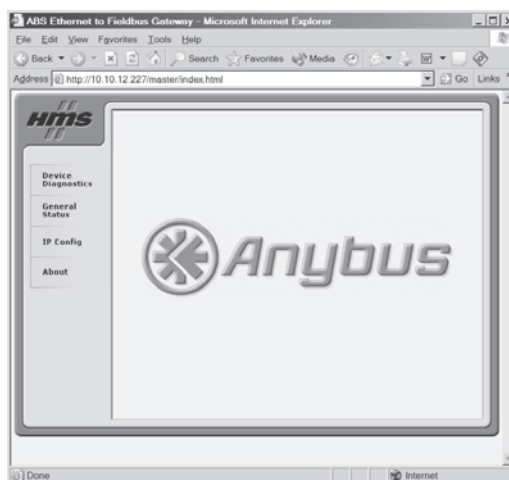 ABS Ethernet to Fieldbus Gateway - Microsoft Internet Explorer
File Edit View Favorites Tools Help
Back Search Favorites Media
Address http://10.10.12.227/master/index.html Go Links
HMS
Device
Diagnostics
General
Status
IP Config
About
Anybus
Done Internet